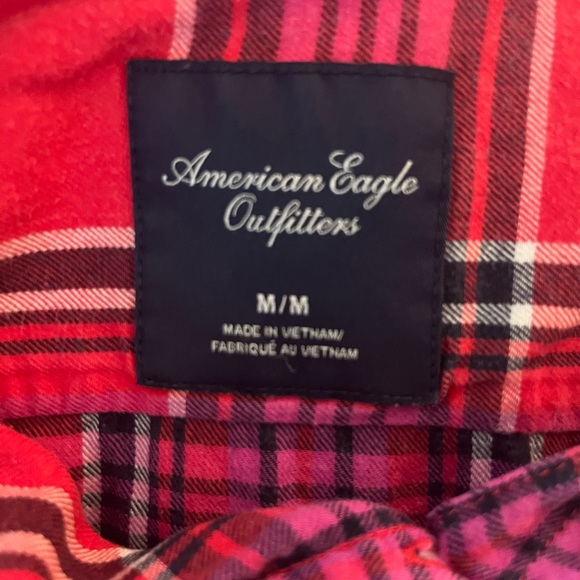 American Eagle
Outfitters
M/M
MADE IN VIETNAM/
FABRIQUÉ AU VIETNAM